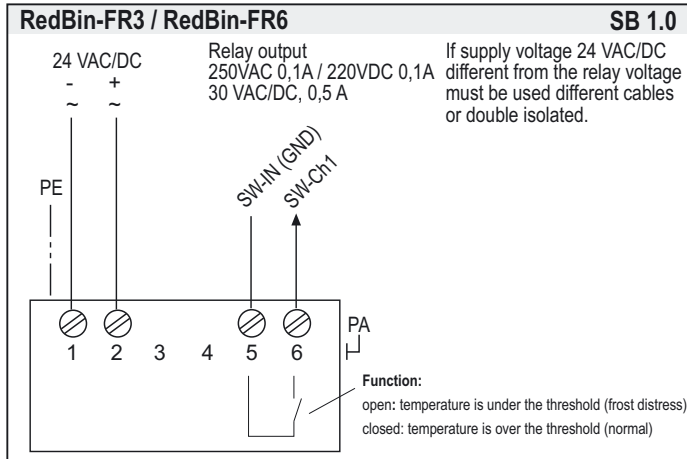 RedBin-FR3 / RedBin-FR6
SB 1.0
24 VAC/DC
- +
~ ~
Relay output
250VAC 0,1A / 220VDC 0,1A
30 VAC/DC, 0,5 A
If supply voltage 24 VAC/DC
different from the relay voltage
must be used different cables
or double isolated.
PE
SW-IN (GND)
SW-Ch1
PA
1 2 3 4 5 6
Function:
open: temperature is under the threshold (frost distress)
closed: temperature is over the threshold (normal)